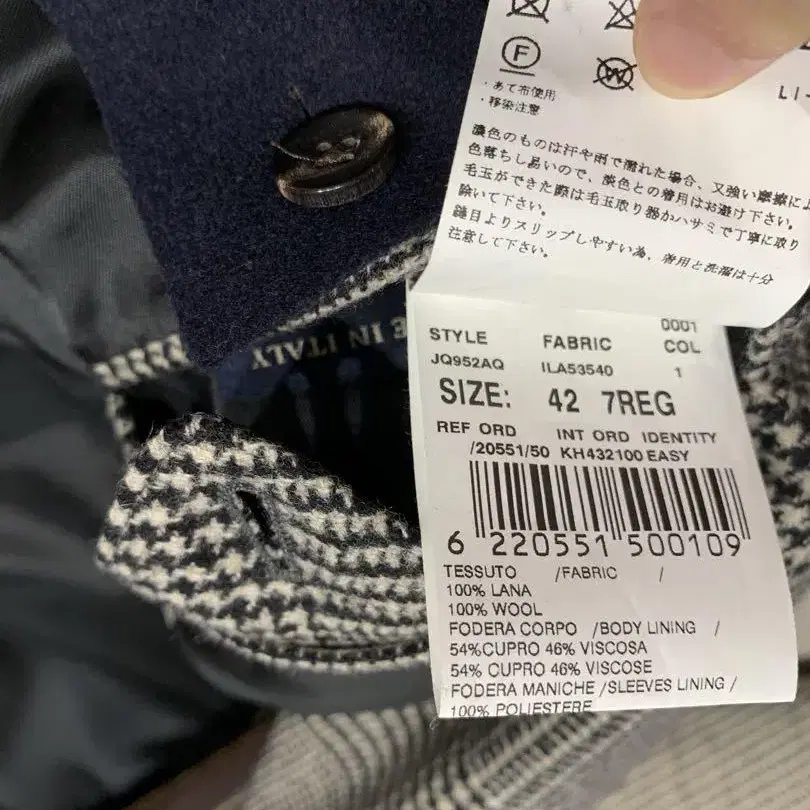 F
W
・あて布使用
・移染注意
LI-
濃色のものは汗や雨で濡れた場合、又強い摩擦によ
色落ちし易いので、淡色との着用はお避け下さい。
毛玉ができた際は毛玉取り器かハサミで丁寧に取り
除いて下さい。
縫目よりスリップしやすい為、着用と洗濯は十分
注意して下さい。
E IN ITALY
0001
STYLE FABRIC COL
JQ952AQ ILA53540 1
SIZE: 42 7REG
REF ORD INT ORD IDENTITY
/20551/50 KH432100 EASY
6 220551 500109
TESSUTO /FABRIC /
100% LANA
100% WOOL
FODERA CORPO /BODY LINING /
54%CUPRO 46% VISCOSA
54% CUPRO 46% VISCOSE
FODERA MANICHE /SLEEVES LINING /
100% POLIESTERE